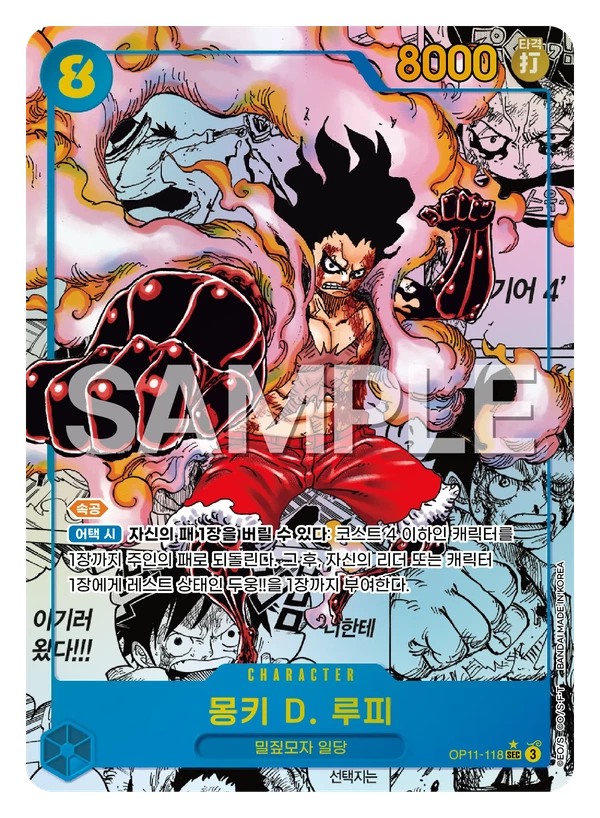 8
8000
타격
打
기어 4’
SAMPLE
속공
어택 시 자신의 패 1장을 버릴 수 있다: 코스트 4 이하인 캐릭터를
1장까지 주인의 패로 되돌린다. 그 후, 자신의 리더 또는 캐릭터
1장에게 레스트 상태인 두웅!!을 1장까지 부여한다.
이기러
왔다!!!
너한테
CHARACTER
몽키 D. 루피
밀짚모자 일당
OP11-118 SEC 3
선택지는
©EO/S. ©O/S·F·T BANDAI MADE IN KOREA